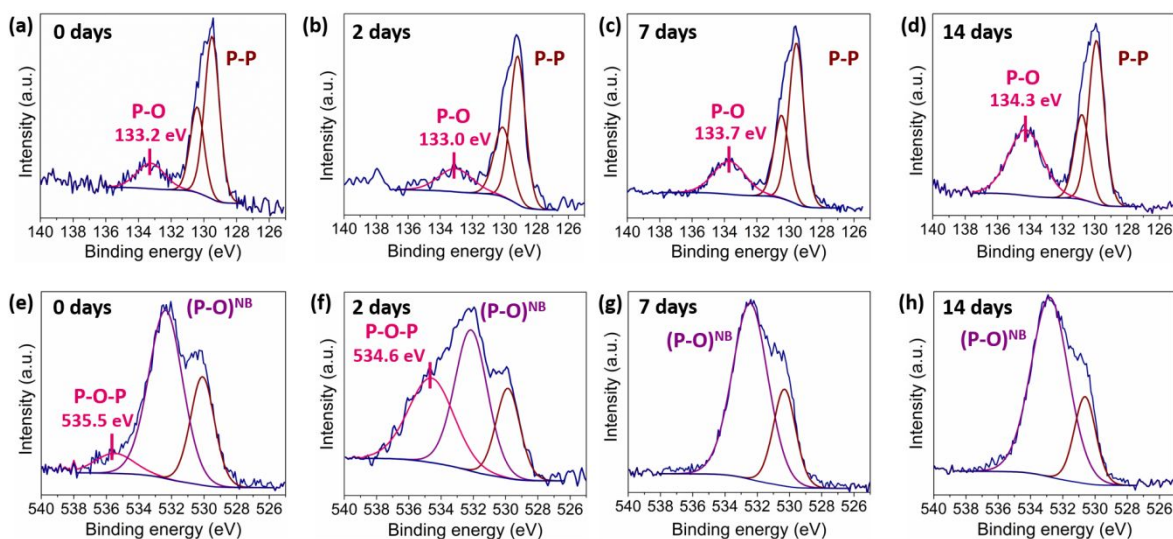 (a) 0 days
P-P
P-O
133.2 eV
Intensity (a.u.)
140 138 136 134 132 130 128 126
Binding energy (eV)
(b) 2 days
P-P
P-O
133.0 eV
Intensity (a.u.)
140 138 136 134 132 130 128 126
Binding energy (eV)
(c) 7 days
P-P
P-O
133.7 eV
Intensity (a.u.)
140 138 136 134 132 130 128 126
Binding energy (eV)
(d) 14 days
P-O
134.3 eV
P-P
Intensity (a.u.)
140 138 136 134 132 130 128 126
Binding energy (eV)
(e) 0 days
(P-O)NB
P-O-P
535.5 eV
Intensity (a.u.)
540 538 536 534 532 530 528 526
Binding energy (eV)
(f) 2 days
(P-O)NB
P-O-P
534.6 eV
Intensity (a.u.)
540 538 536 534 532 530 528 526
Binding energy (eV)
(g) 7 days
(P-O)NB
Intensity (a.u.)
540 538 536 534 532 530 528 526
Binding energy (eV)
(h) 14 days
(P-O)NB
Intensity (a.u.)
540 538 536 534 532 530 528 526
Binding energy (eV)